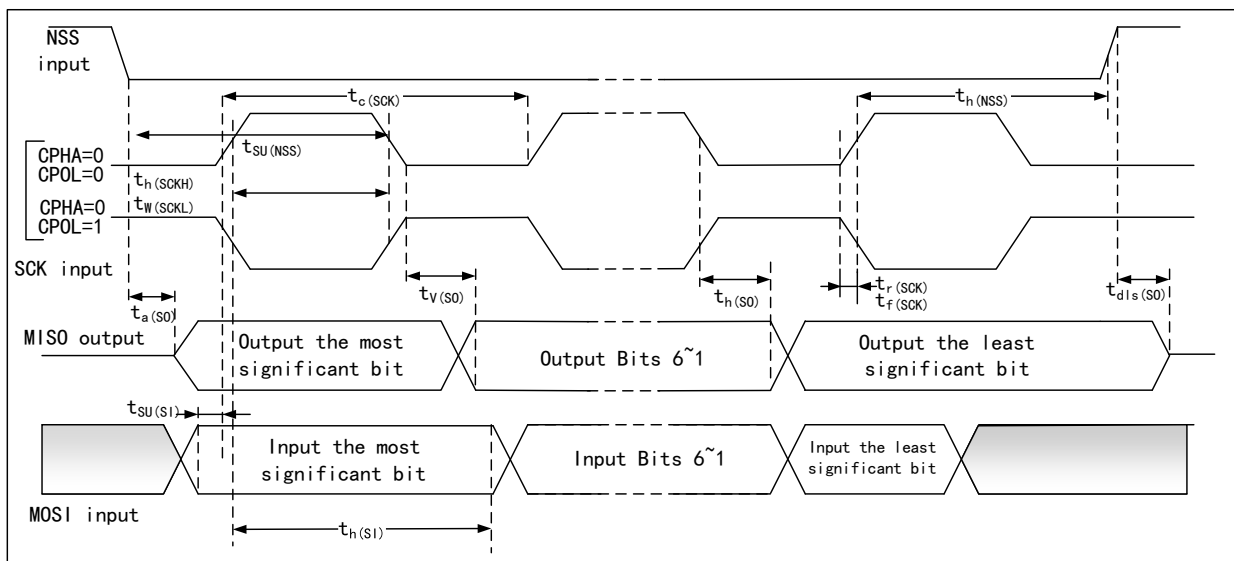 NSS
input
tc(SCK)
th(NSS)
tSU(NSS)
CPHA=0
CPOL=0
th(SCKH)
tW(SCKL)
CPHA=0
CPOL=1
SCK input
tV(SO)
th(SO)
tr(SCK)
tf(SCK)
tdis(SO)
ta(SO)
MISO output
Output the most
significant bit
Output Bits 6~1
Output the least
significant bit
tSU(SI)
Input the most
significant bit
Input Bits 6~1
Input the least
significant bit
MOSI input
th(SI)